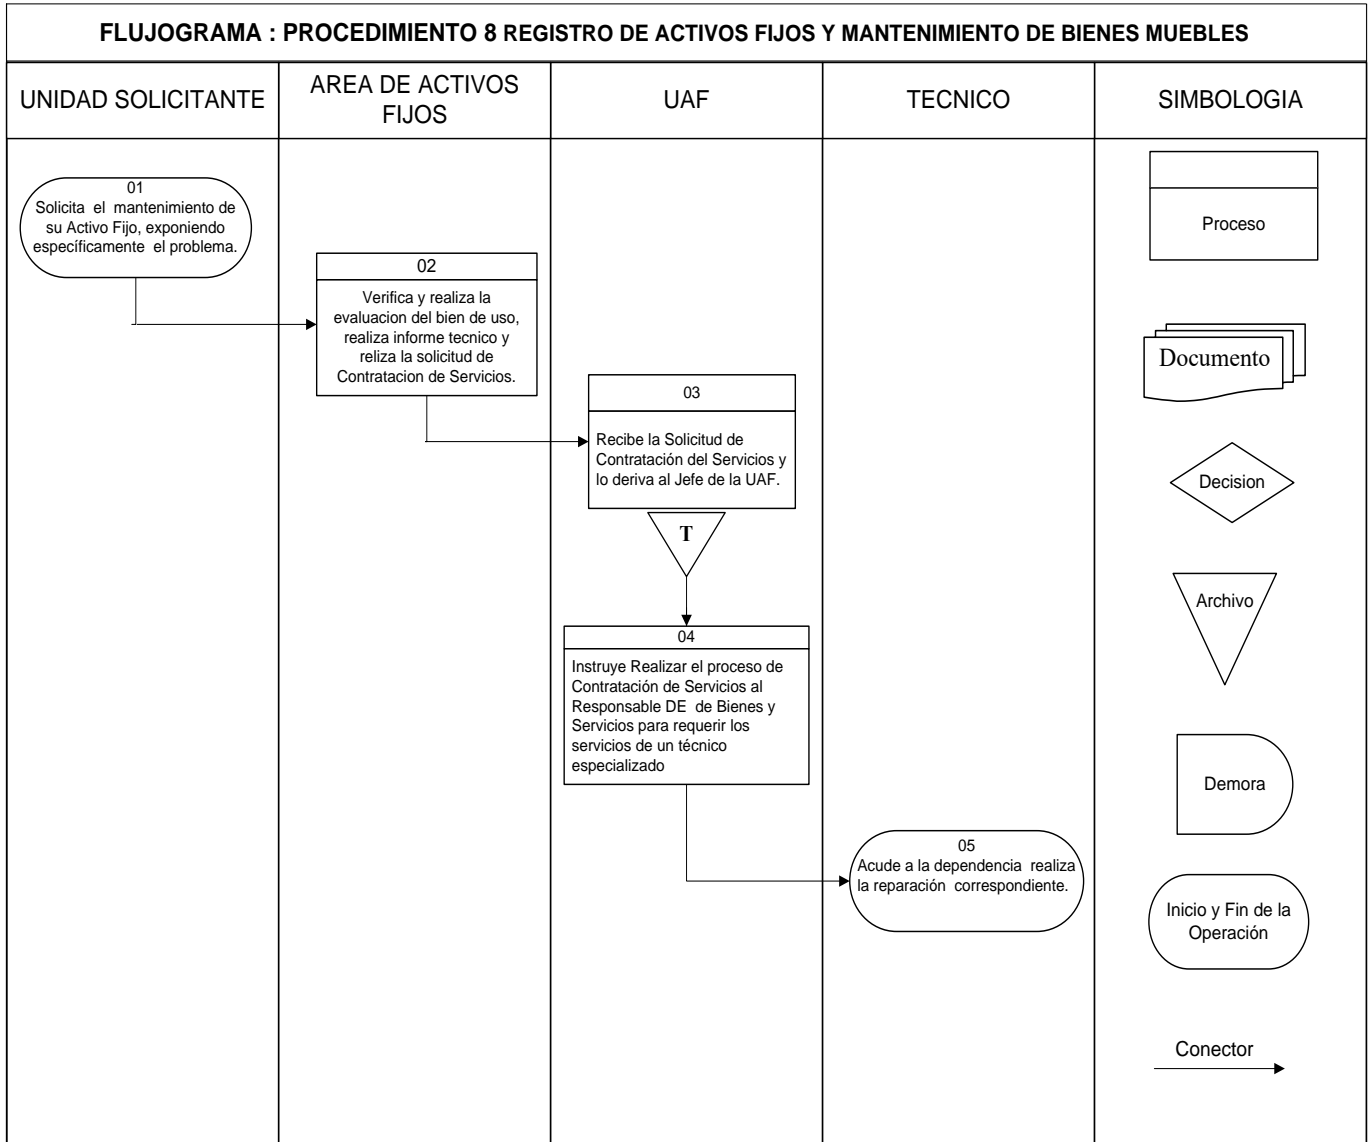 FLUJOGRAMA : PROCEDIMIENTO 8 REGISTRO DE ACTIVOS FIJOS Y MANTENIMIENTO DE BIENES MUEBLES
UNIDAD SOLICITANTE
AREA DE ACTIVOS
FIJOS
UAF
TECNICO
SIMBOLOGIA
01
Solicita el mantenimiento de
su Activo Fijo, exponiendo
específicamente el problema.
02
Verifica y realiza la
evaluacion del bien de uso,
realiza informe tecnico y
reliza la solicitud de
Contratacion de Servicios.
03
Recibe la Solicitud de
Contratación del Servicios y
lo deriva al Jefe de la UAF.
T
04
Instruye Realizar el proceso de
Contratación de Servicios al
Responsable DE de Bienes y
Servicios para requerir los
servicios de un técnico
especializado
05
Acude a la dependencia realiza
la reparación correspondiente.
Proceso
Documento
Decision
Archivo
Demora
Inicio y Fin de la
Operación
Conector